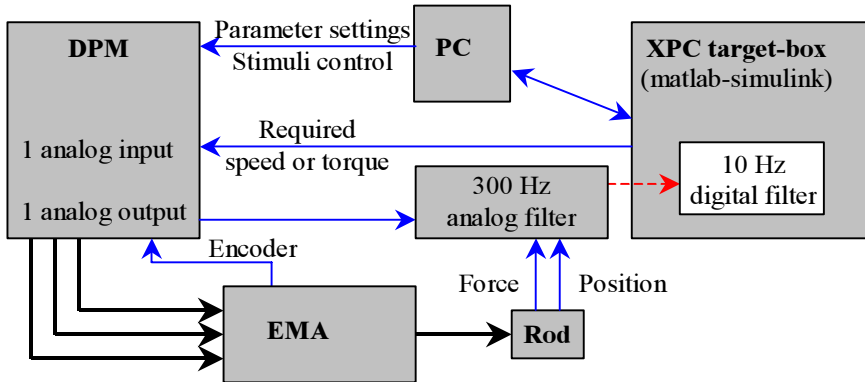 DPM
Parameter settings
Stimuli control
PC
XPC target-box
(matlab-simulink)
1 analog input
Required
speed or torque
10 Hz
digital filter
300 Hz
analog filter
1 analog output
Encoder
Force
Position
EMA
Rod